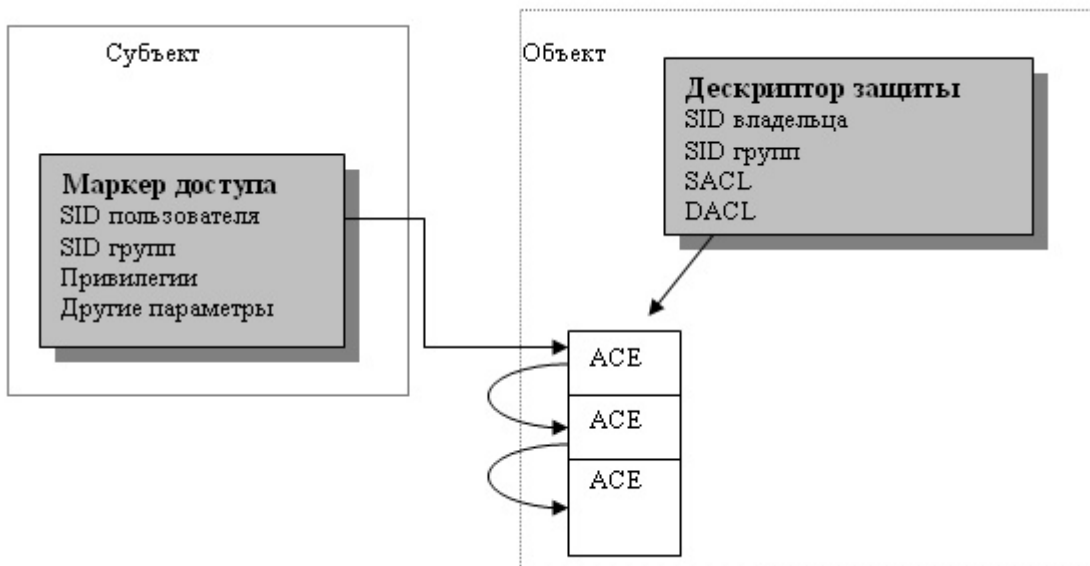 Субъект
Маркер доступа
SID пользователя
SID групп
Привилегии
Другие параметры
Объект
Дескриптор защиты
SID владельца
SID групп
SACL
DACL
ACE
ACE
ACE